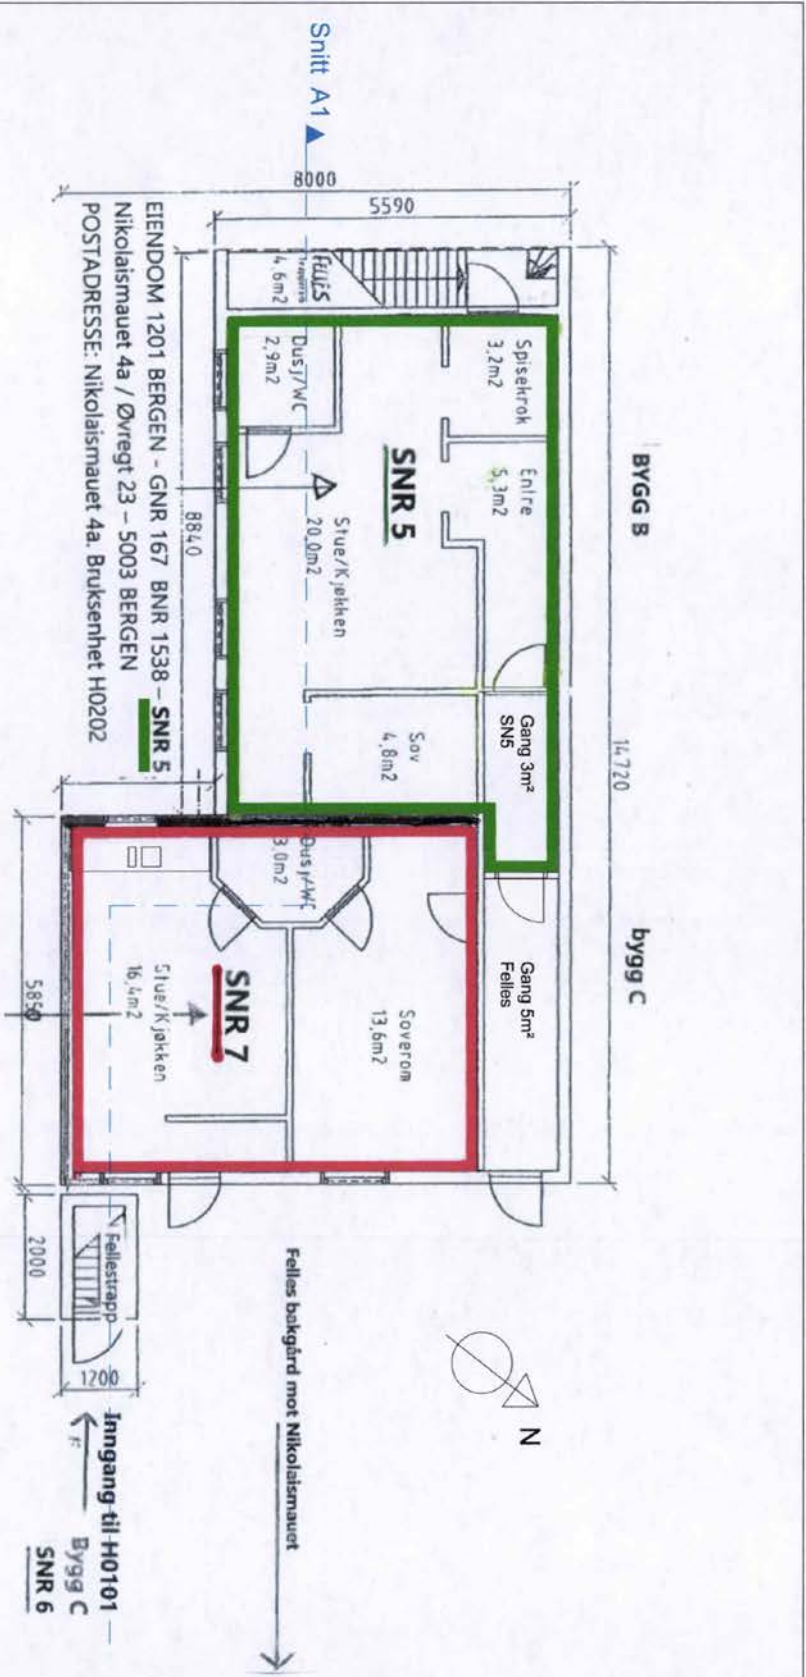 BYGG B
bygg C
14720
Spisekrok
3,2m2
Entre
5,3m2
Gang 3m²
SN5
Gang 5m²
Felles
8000
5590
Felles
4,6m2
SNR 5
Dusj/WC
2,9m2
Stue/Kjøkken
20,0m2
Sov
4,8m2
Snitt A1
8840
Dusj/WC
3,0m2
Soverom
13,6m2
SNR 7
Stue/Kjøkken
16,4m2
5850
EIENDOM 1201 BERGEN - GNR 167 BNR 1538 – SNR 5
Nikolaismauet 4a / Øvregt 23 – 5003 BERGEN
POSTADRESSE: Nikolaismauet 4a. Bruksenhet H0202
N
Felles bakgård mot Nikolaismauet
Fellestrapp
2000
1200
Inngang til H0101
Bygg C
SNR 6